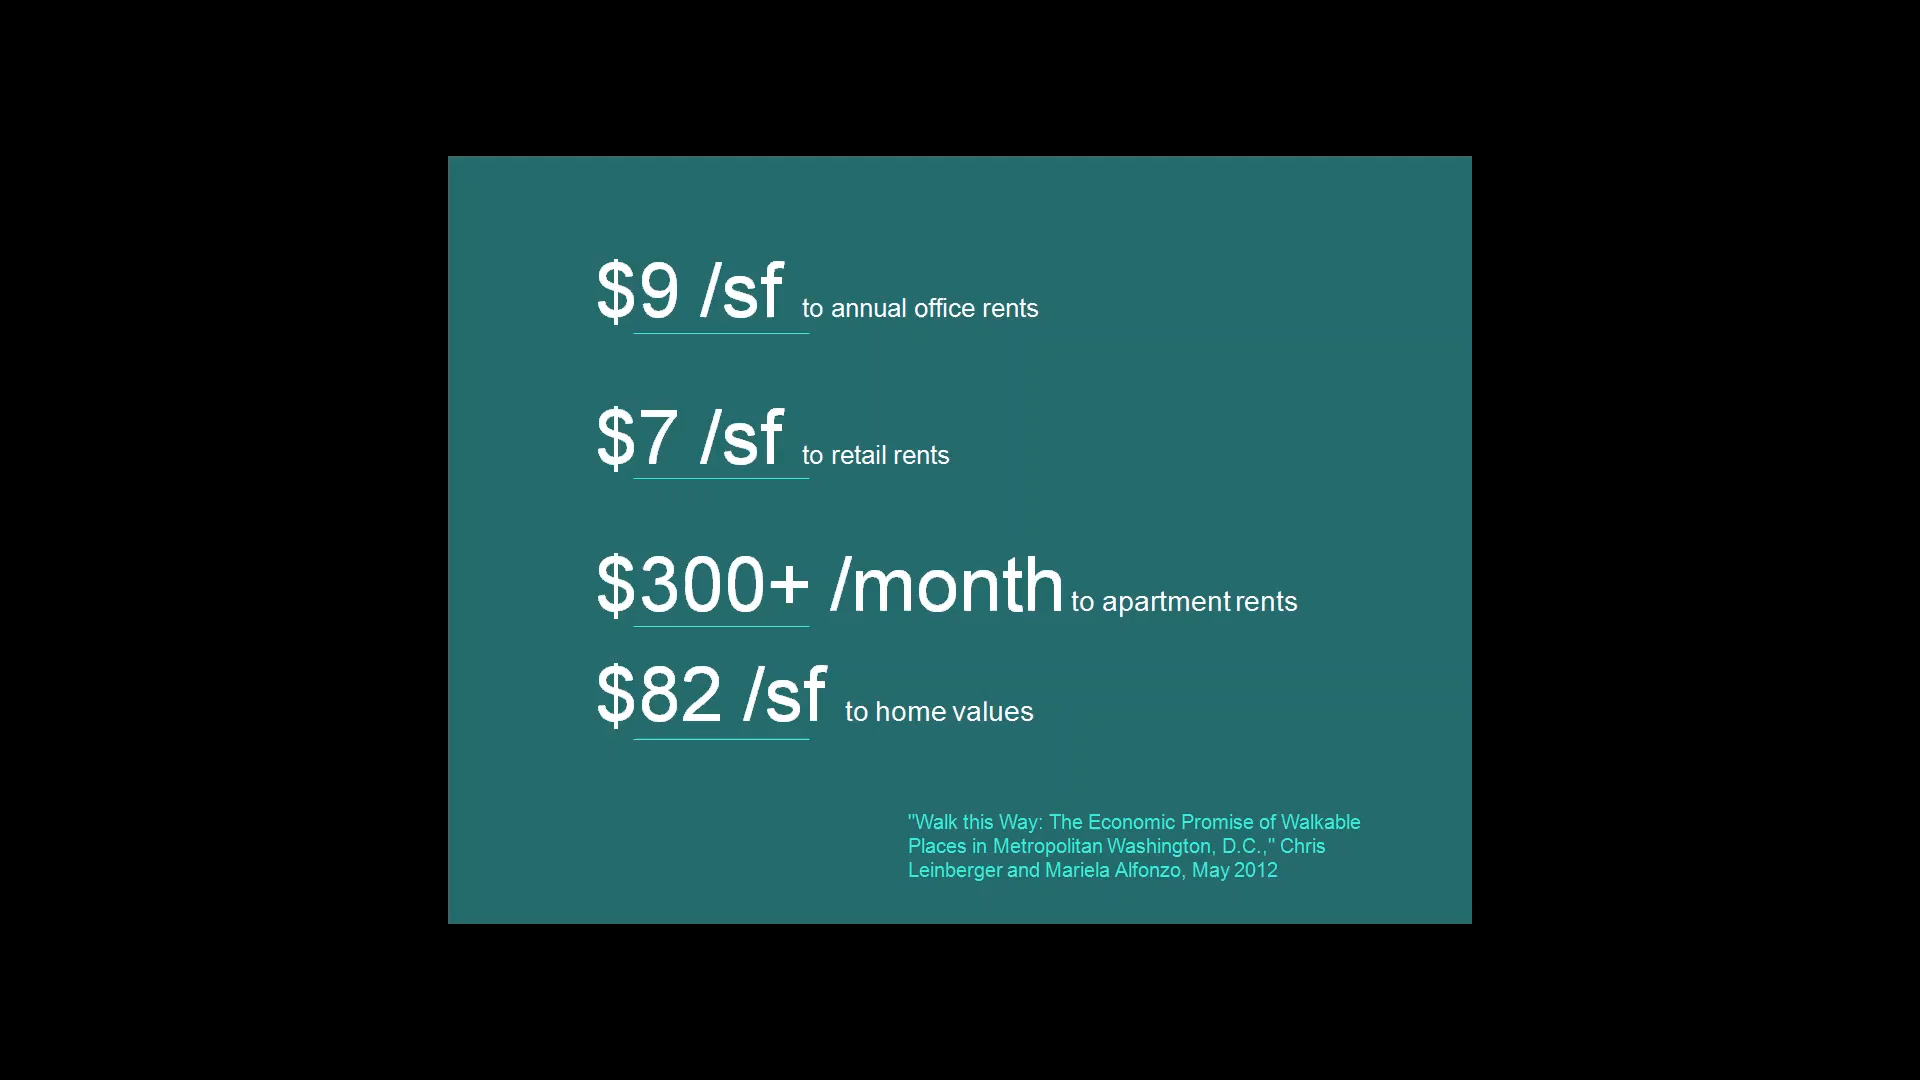 $9 /sf to annual office rents
$7 /sf to retail rents
$300+ /month to apartment rents
$82 /sf to home values
"Walk this Way: The Economic Promise of Walkable
Places in Metropolitan Washington, D.C.," Chris
Leinberger and Mariela Alfonzo, May 2012